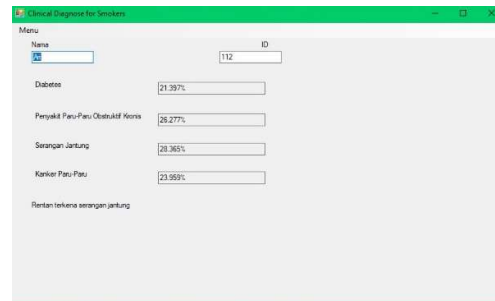 Clinical Diagnose for Smokers
Menu
Nama ID
Ari 112
Diabetes 21.397%
Penyakit Paru-Paru Obstruktif Kronis 26.277%
Serangan Jantung 28.365%
Kanker Paru-Paru 23.959%
Rentan terkena serangan jantung